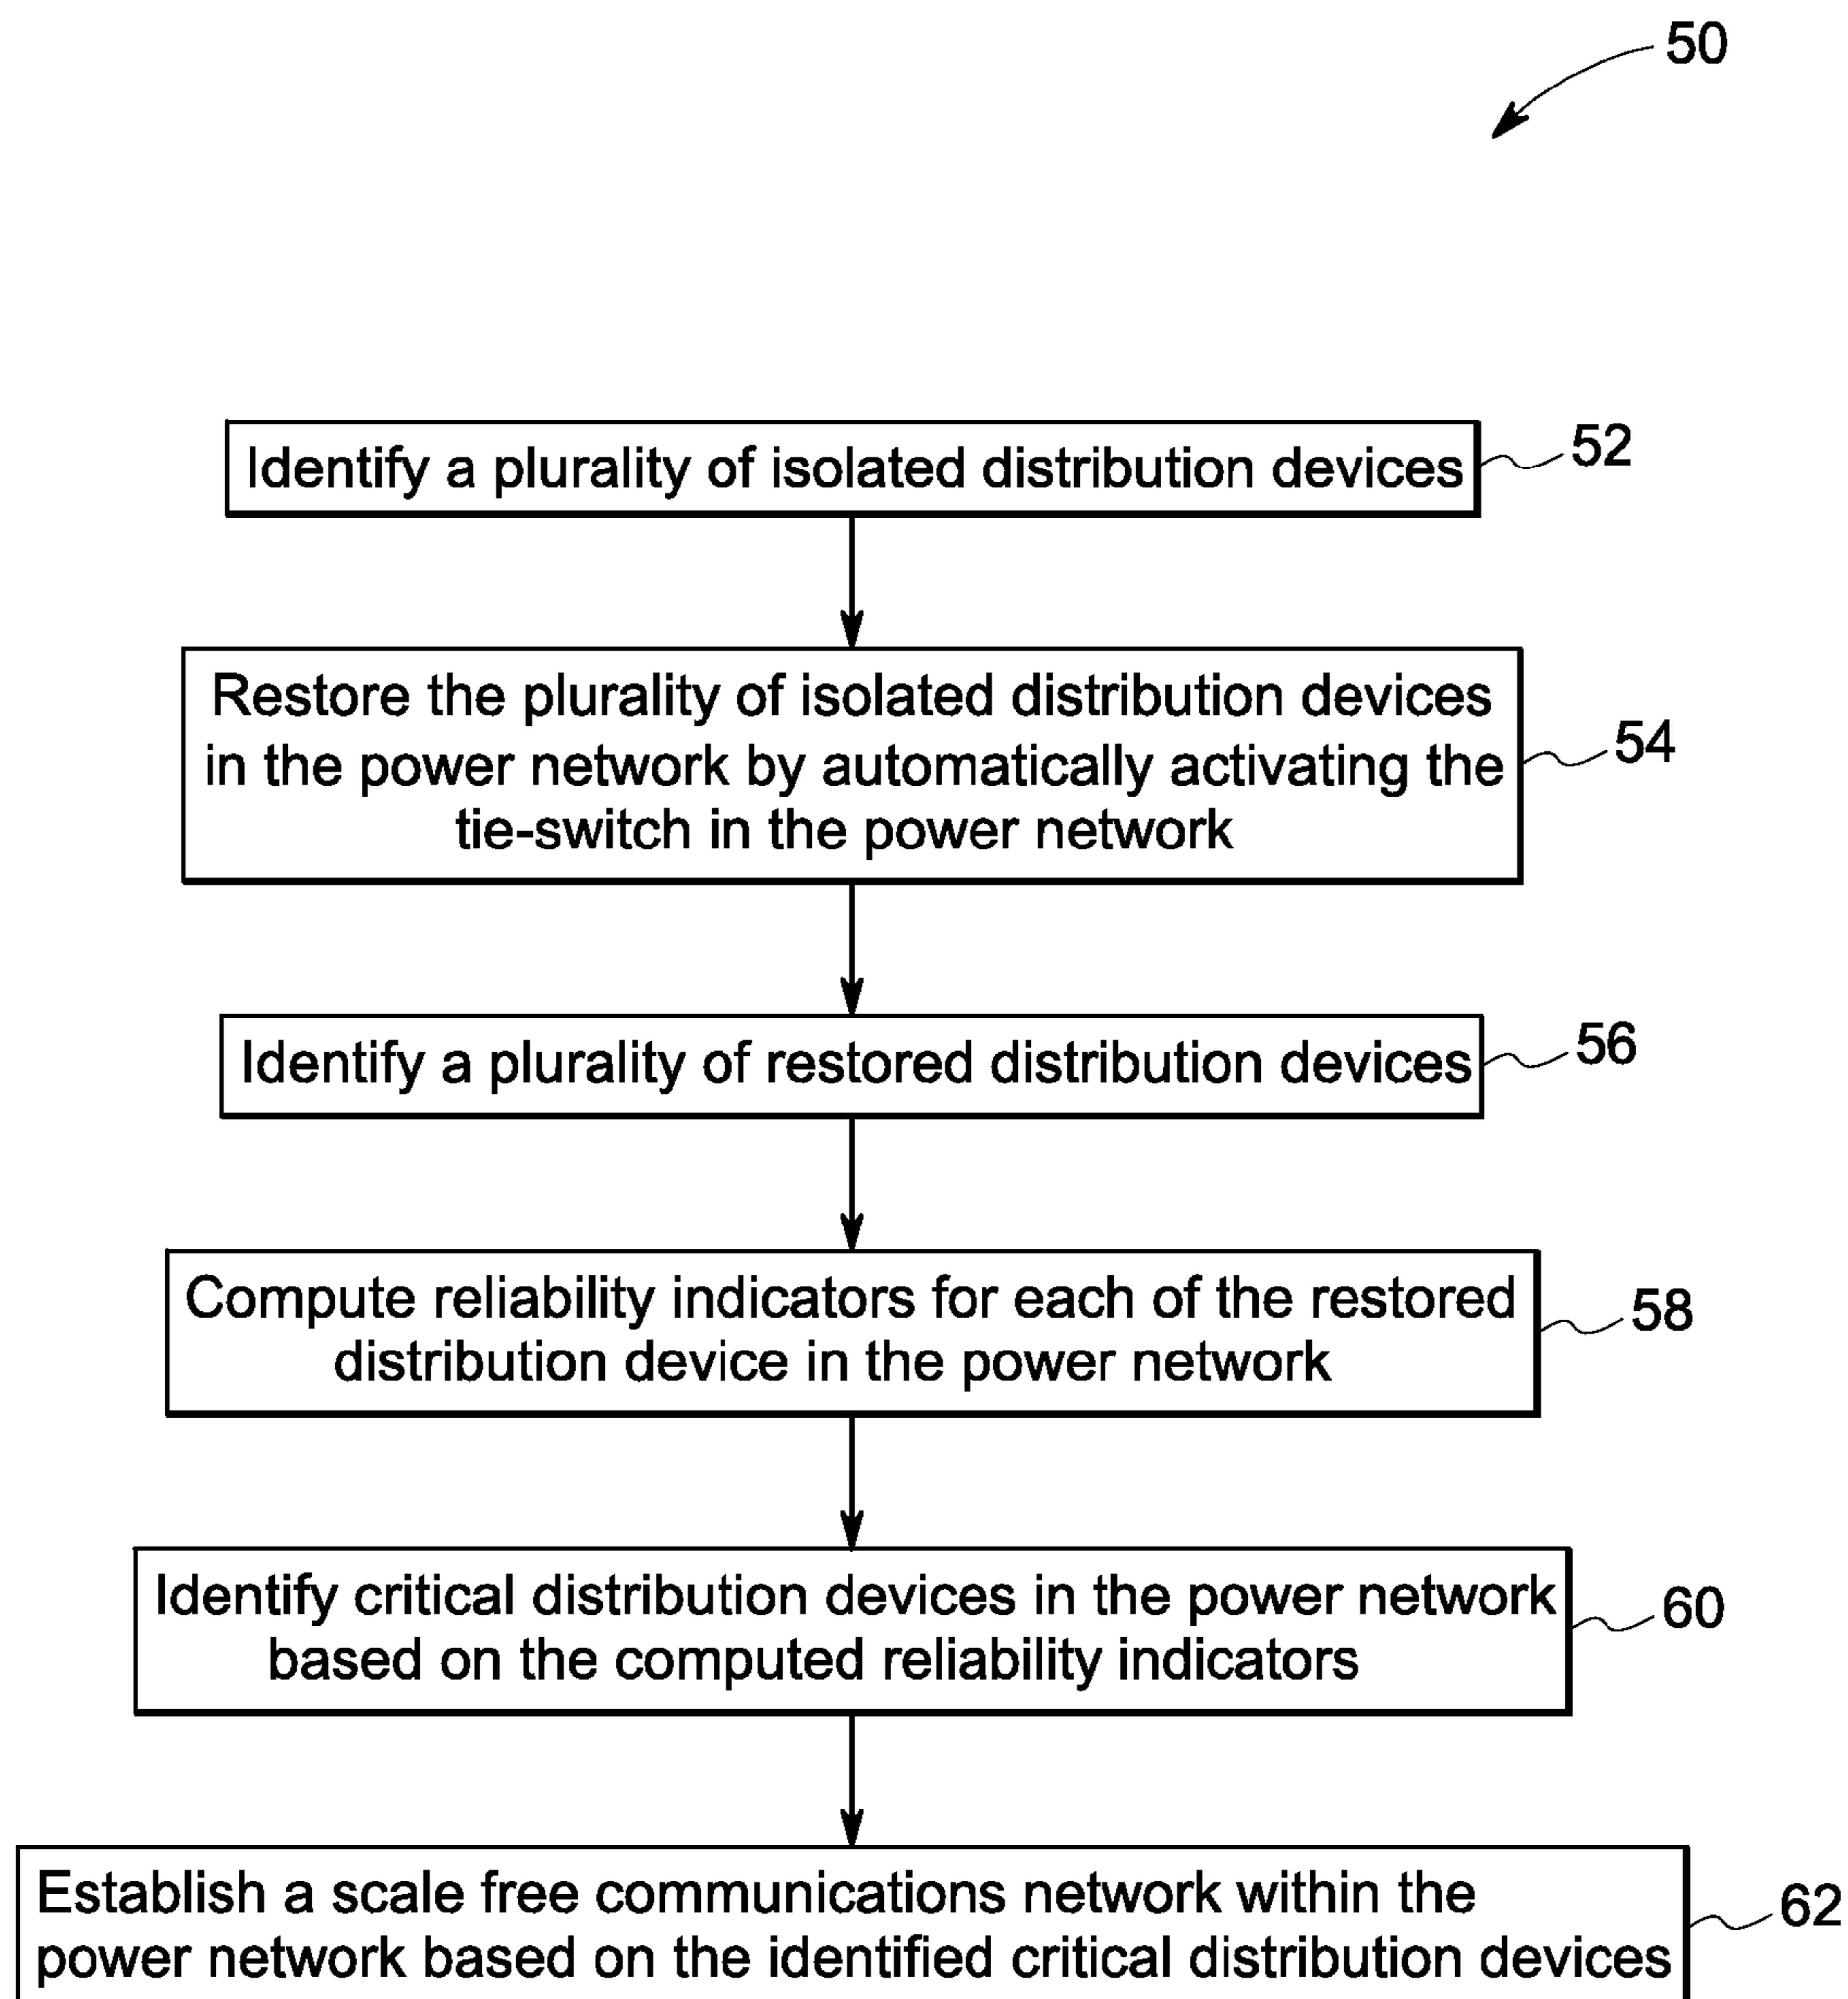 50
Identify a plurality of isolated distribution devices
52
Restore the plurality of isolated distribution devices
in the power network by automatically activating the
tie-switch in the power network
54
Identify a plurality of restored distribution devices
56
Compute reliability indicators for each of the restored
distribution device in the power network
58
Identify critical distribution devices in the power network
based on the computed reliability indicators
60
Establish a scale free communications network within the
power network based on the identified critical distribution devices
62